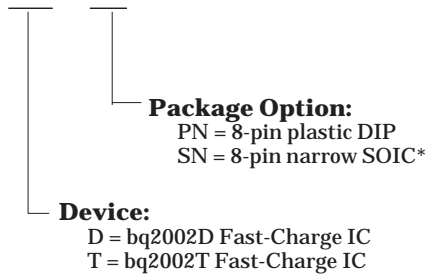 Package Option:
PN = 8-pin plastic DIP
SN = 8-pin narrow SOIC*
Device:
D = bq2002D Fast-Charge IC
T = bq2002T Fast-Charge IC